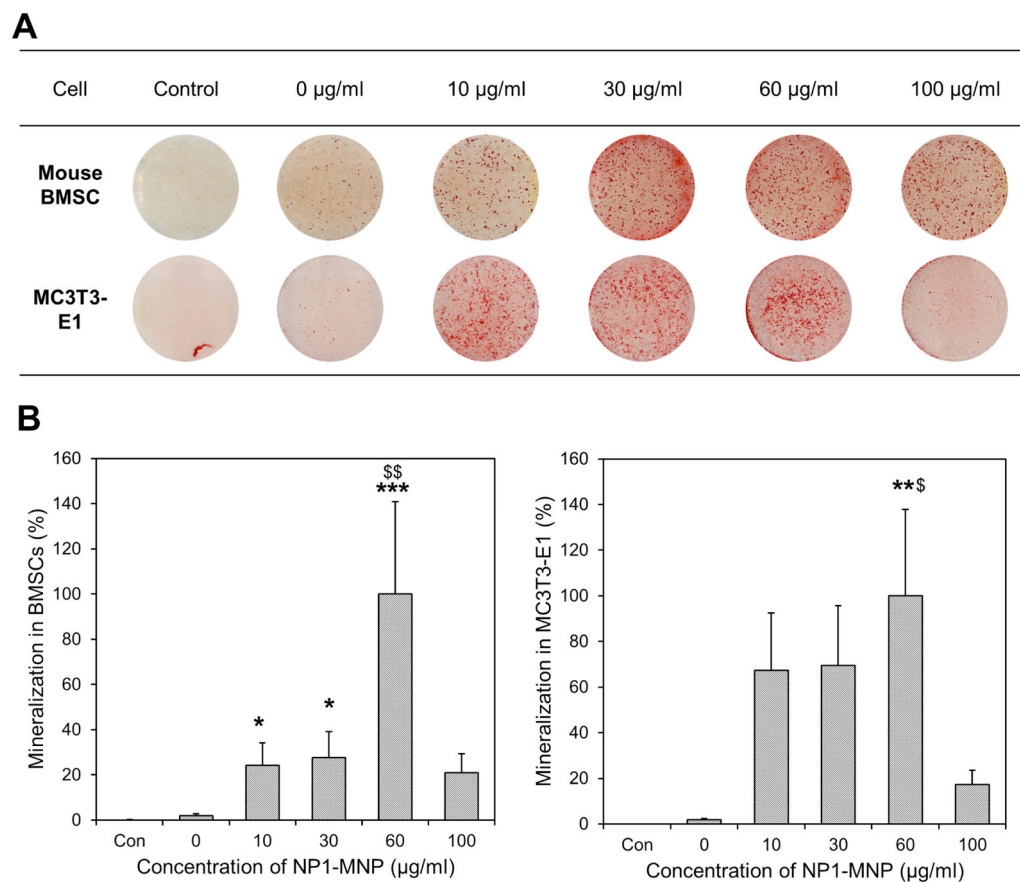 A
Cell Control 0 µg/ml 10 µg/ml 30 µg/ml 60 µg/ml 100 µg/ml
Mouse
BMSC
MC3T3-
E1
B
Mineralization in BMSCs (%)
160
140
120
100
80
60
40
20
0
$$
***
*
*
Con 0 10 30 60 100
Concentration of NP1-MNP (µg/ml)
Mineralization in MC3T3-E1 (%)
160
140
120
100
80
60
40
20
0
**$
Con 0 10 30 60 100
Concentration of NP1-MNP (µg/ml)